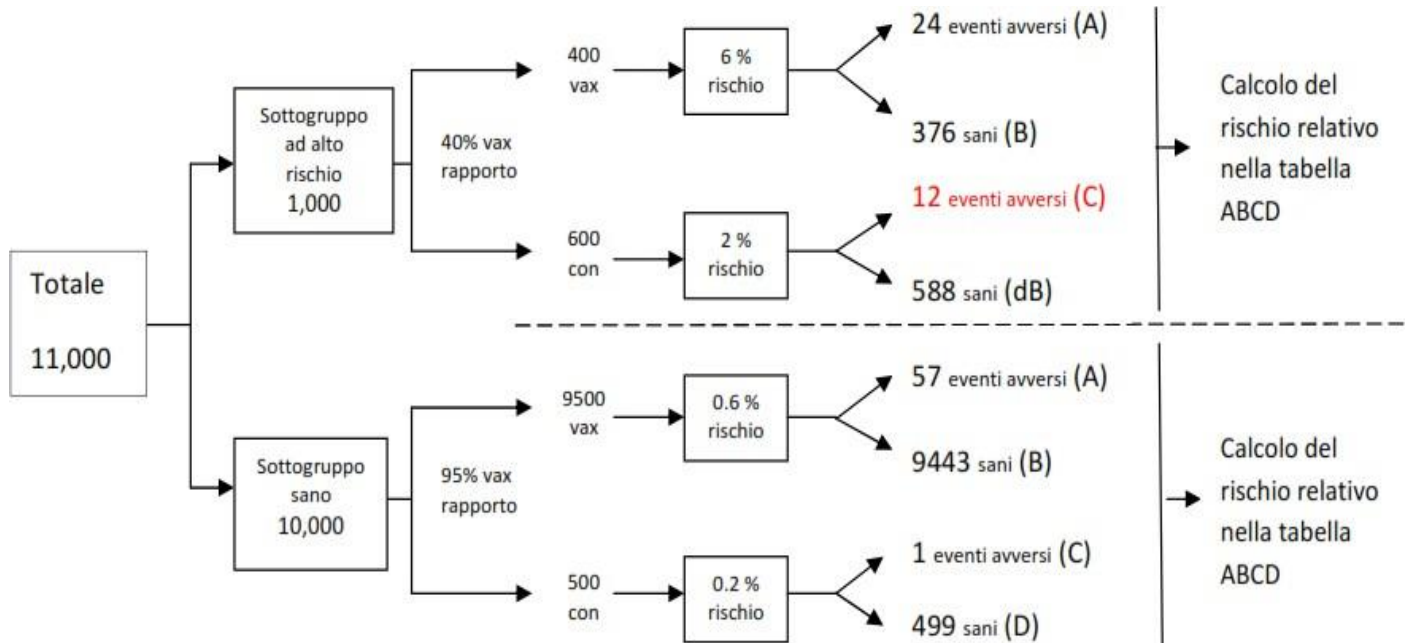 Totale
11,000
Sottogruppo
ad alto
rischio
1,000
40% vax
rapporto
400
vax
6 %
rischio
24 eventi avversi (A)
376 sani (B)
600
con
2 %
rischio
12 eventi avversi (C)
588 sani (dB)
Calcolo del
rischio relativo
nella tabella
ABCD
Sottogruppo
sano
10,000
95% vax
rapporto
9500
vax
0.6 %
rischio
57 eventi avversi (A)
9443 sani (B)
500
con
0.2 %
rischio
1 eventi avversi (C)
499 sani (D)
Calcolo del
rischio relativo
nella tabella
ABCD